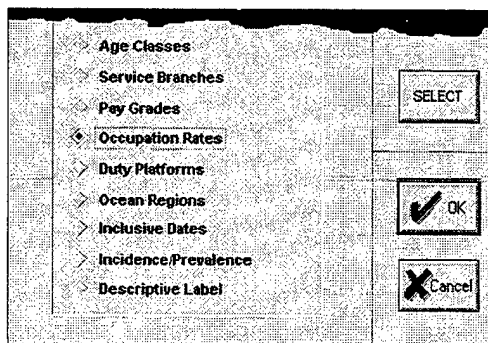 Age Classes
Service Branches
Pay Grades
Occupation Rates
Duty Platforms
Ocean Regions
Inclusive Dates
Incidence/Prevalence
Descriptive Label
SELECT
OK
Cancel